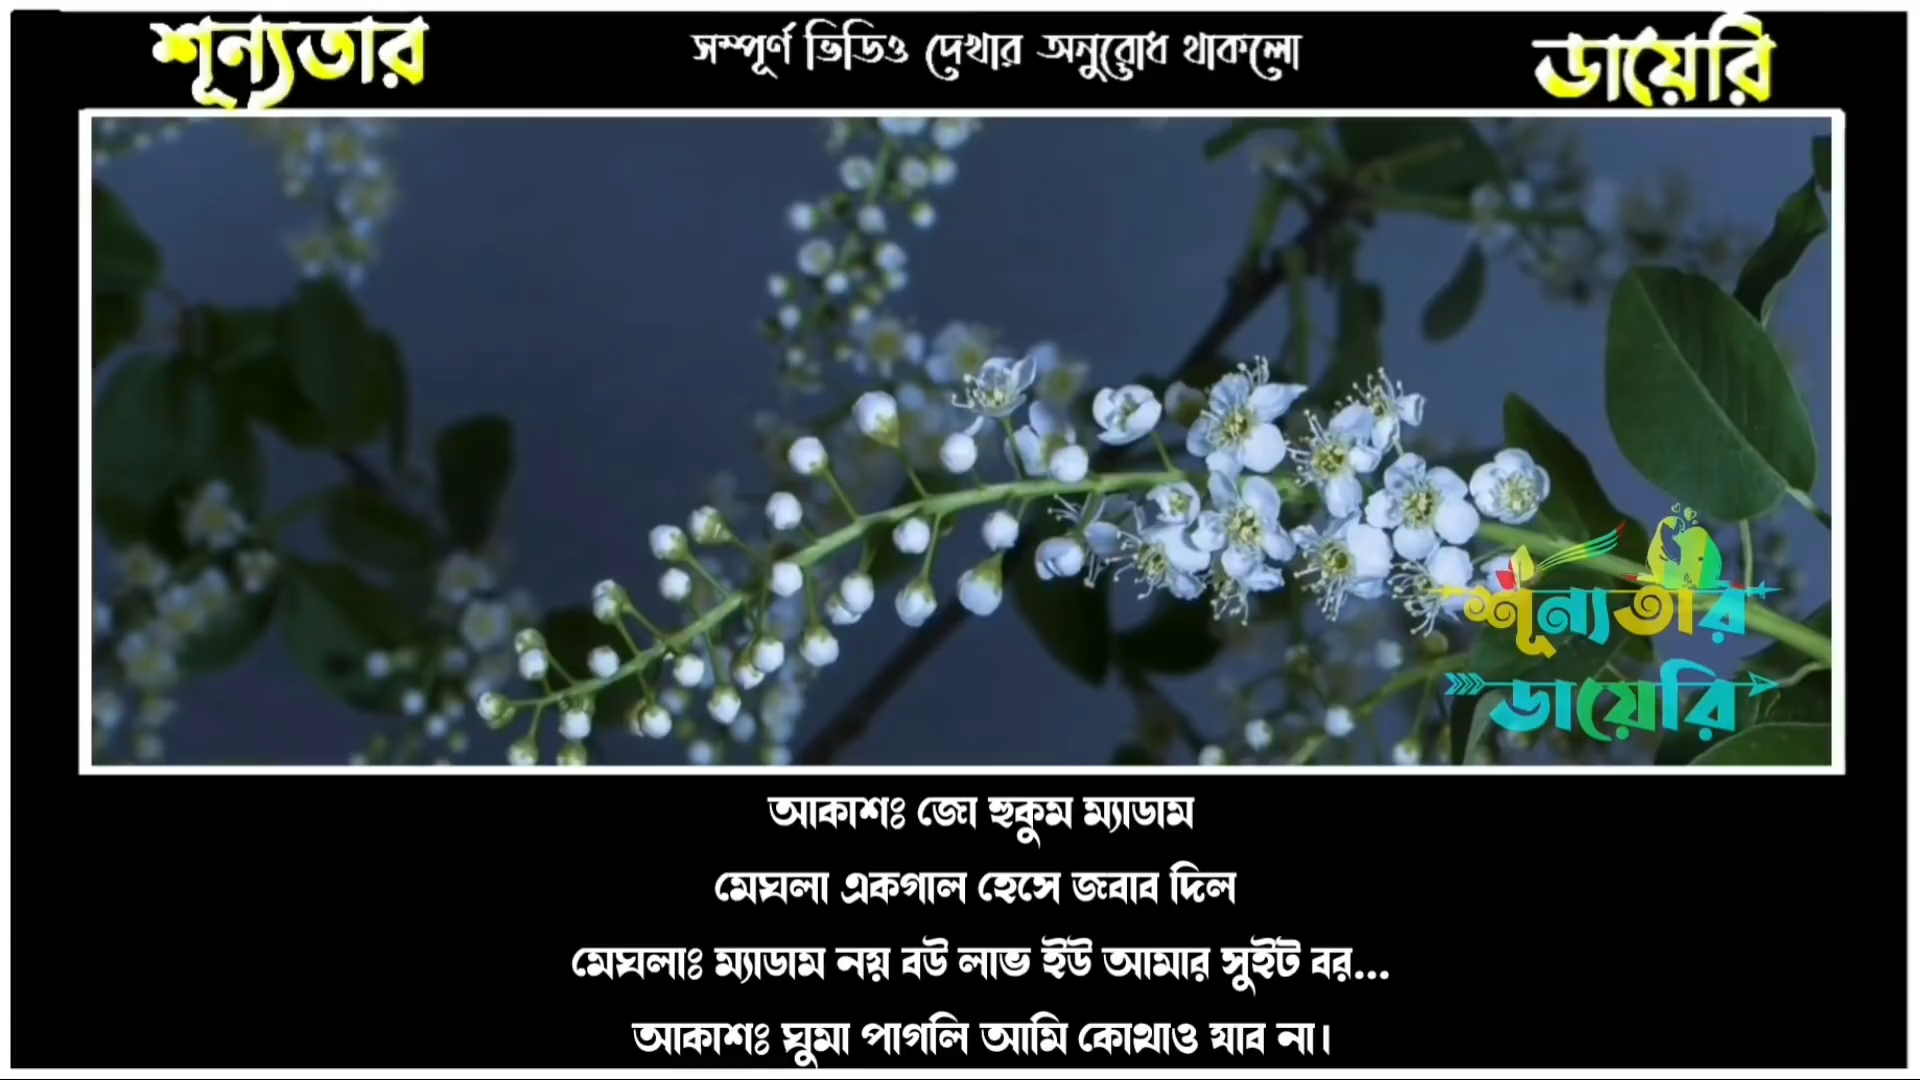 শূন্যতার
সম্পূর্ণ ভিডিও দেখার অনুরোধ থাকলো
ডায়েরি
শূন্যতার
ডায়েরি
আকাশঃ জো হুকুম ম্যাডাম
মেঘলা একগাল হেসে জবাব দিল
মেঘলাঃ ম্যাডাম নয় বউ লাভ ইউ আমার সুইট বর...
আকাশঃ ঘুমা পাগলি আমি কোথাও যাব না।